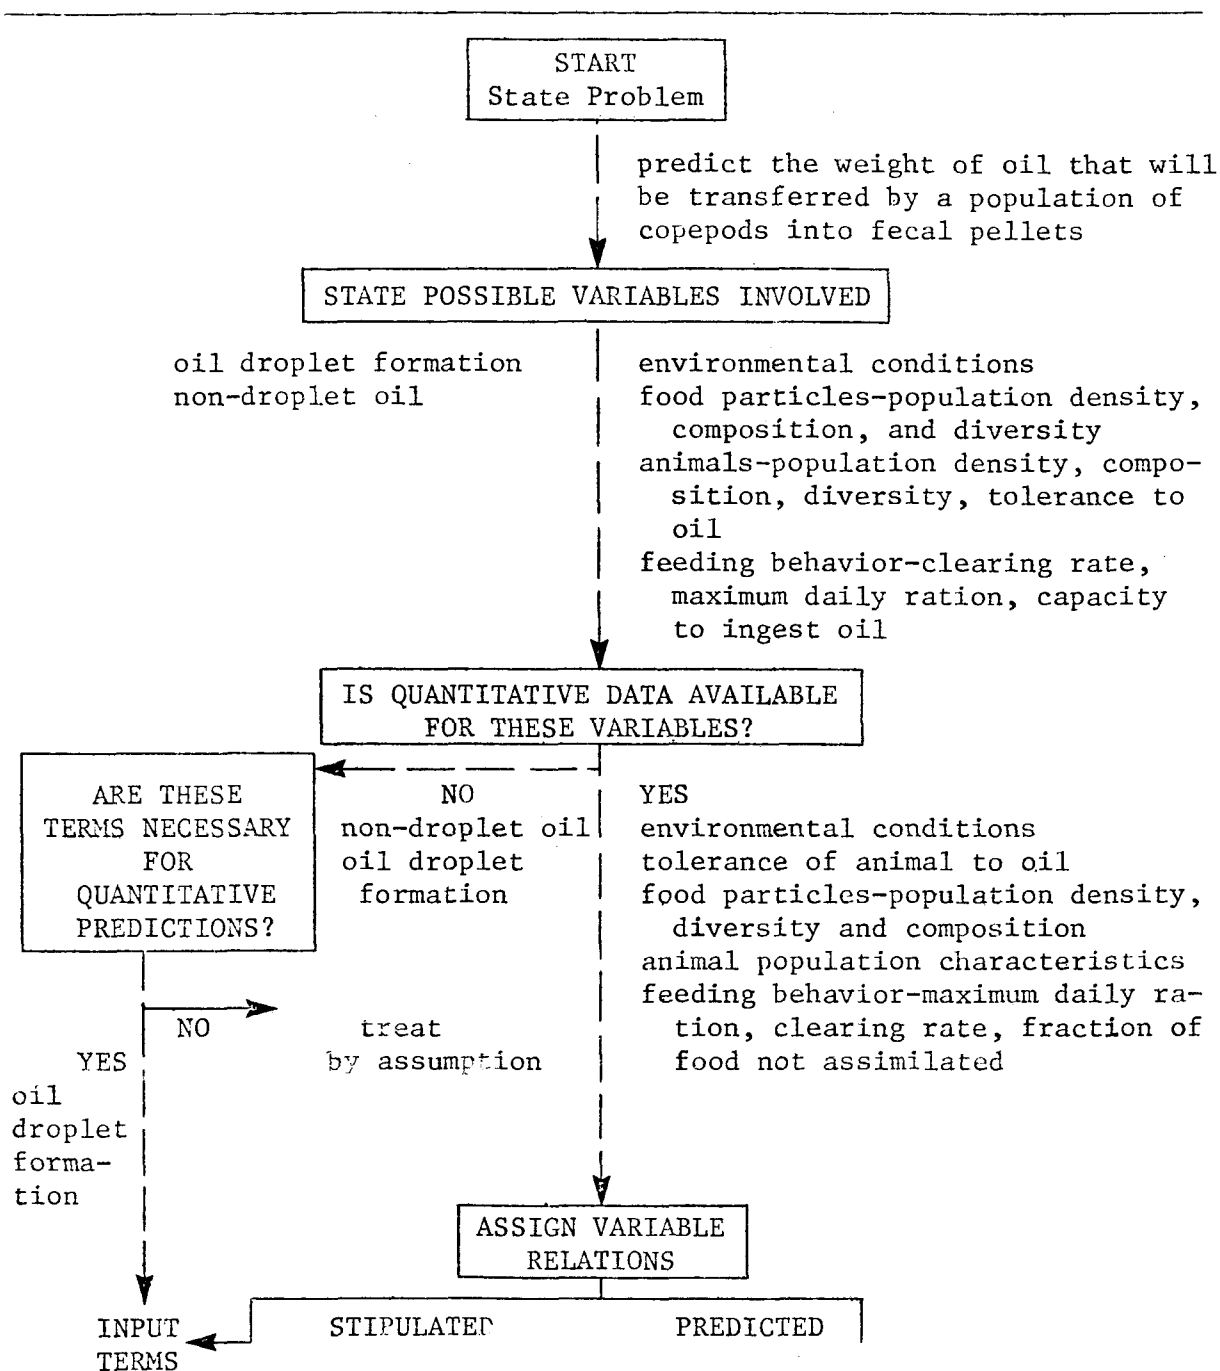 START
State Problem
predict the weight of oil that will
be transferred by a population of
copepods into fecal pellets
STATE POSSIBLE VARIABLES INVOLVED
oil droplet formation
non-droplet oil
environmental conditions
food particles-population density,
composition, and diversity
animals-population density, compo-
sition, diversity, tolerance to
oil
feeding behavior-clearing rate,
maximum daily ration, capacity
to ingest oil
IS QUANTITATIVE DATA AVAILABLE
FOR THESE VARIABLES?
ARE THESE
TERMS NECESSARY
FOR
QUANTITATIVE
PREDICTIONS?
NO
non-droplet oil
oil droplet
formation
YES
environmental conditions
tolerance of animal to oil
food particles-population density,
diversity and composition
animal population characteristics
feeding behavior-maximum daily ra-
tion, clearing rate, fraction of
food not assimilated
NO
treat
by assumption
YES
oil
droplet
forma-
tion
ASSIGN VARIABLE
RELATIONS
INPUT
TERMS
STIPULATED
PREDICTED